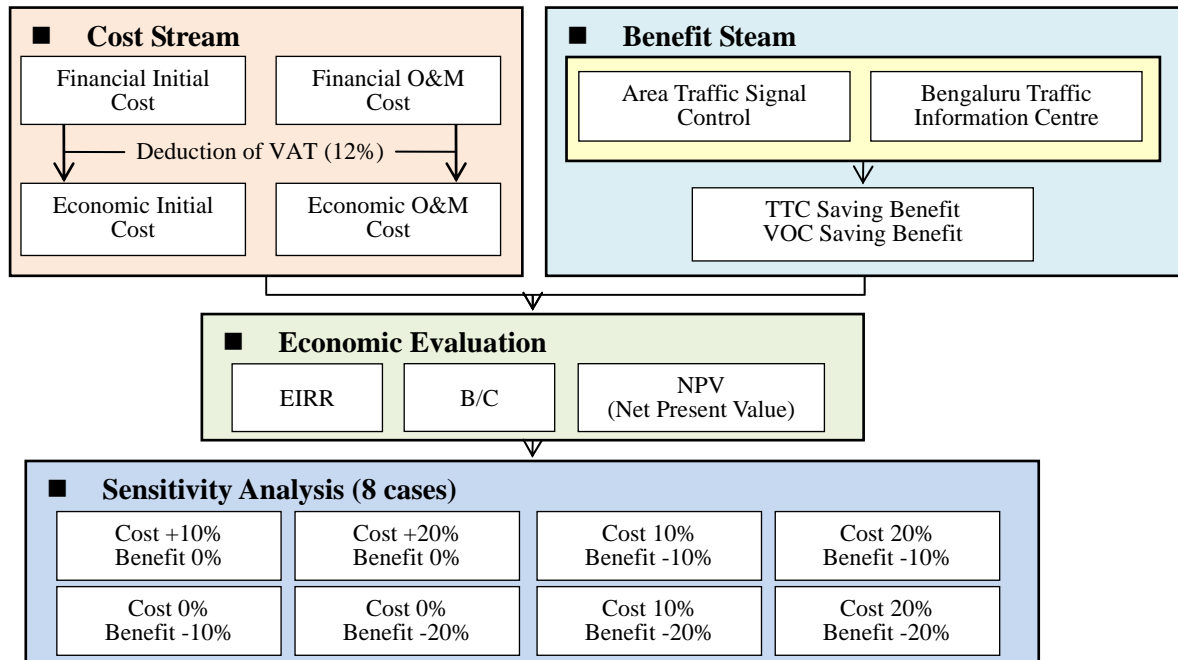 ■ Cost Stream
Financial Initial
Cost
Financial O&M
Cost
Deduction of VAT (12%)
Economic Initial
Cost
Economic O&M
Cost
■ Benefit Steam
Area Traffic Signal
Control
Bengaluru Traffic
Information Centre
TTC Saving Benefit
VOC Saving Benefit
■ Economic Evaluation
EIRR
B/C
NPV
(Net Present Value)
■ Sensitivity Analysis (8 cases)
Cost +10%
Benefit 0%
Cost +20%
Benefit 0%
Cost 10%
Benefit -10%
Cost 20%
Benefit -10%
Cost 0%
Benefit -10%
Cost 0%
Benefit -20%
Cost 10%
Benefit -20%
Cost 20%
Benefit -20%